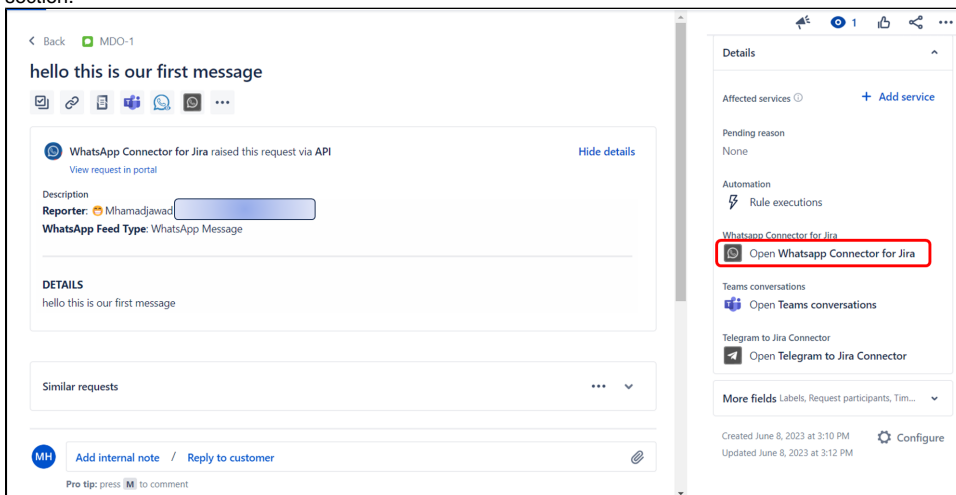 section.
1
Back MDO-1
hello this is our first message
WhatsApp Connector for Jira raised this request via API
Hide details
View request in portal
Description
Reporter: 😁 Mhamadjawad
WhatsApp Feed Type: WhatsApp Message
DETAILS
hello this is our first message
Similar requests
MH
Add internal note / Reply to customer
Pro tip: press M to comment
Details
Affected services
+ Add service
Pending reason
None
Automation
Rule executions
Whatsapp Connector for Jira
Open Whatsapp Connector for Jira
Teams conversations
Open Teams conversations
Telegram to Jira Connector
Open Telegram to Jira Connector
More fields Labels, Request participants, Tim...
Created June 8, 2023 at 3:10 PM
Configure
Updated June 8, 2023 at 3:12 PM